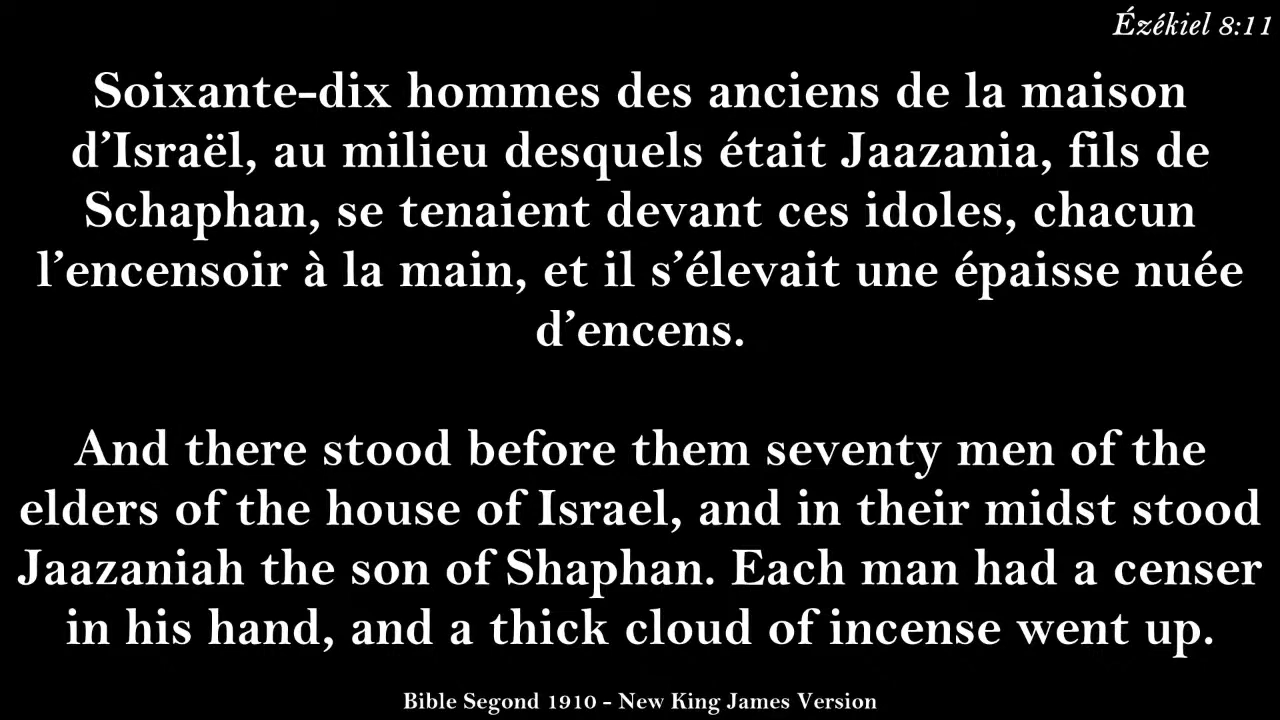 Ézékiel 8:11
Soixante-dix hommes des anciens de la maison
d’Israël, au milieu desquels était Jaazania, fils de
Schaphan, se tenaient devant ces idoles, chacun
l’encensoir à la main, et il s’élevait une épaisse nuée
d’encens.
And there stood before them seventy men of the
elders of the house of Israel, and in their midst stood
Jaazaniah the son of Shaphan. Each man had a censer
in his hand, and a thick cloud of incense went up.
Bible Segond 1910 - New King James Version